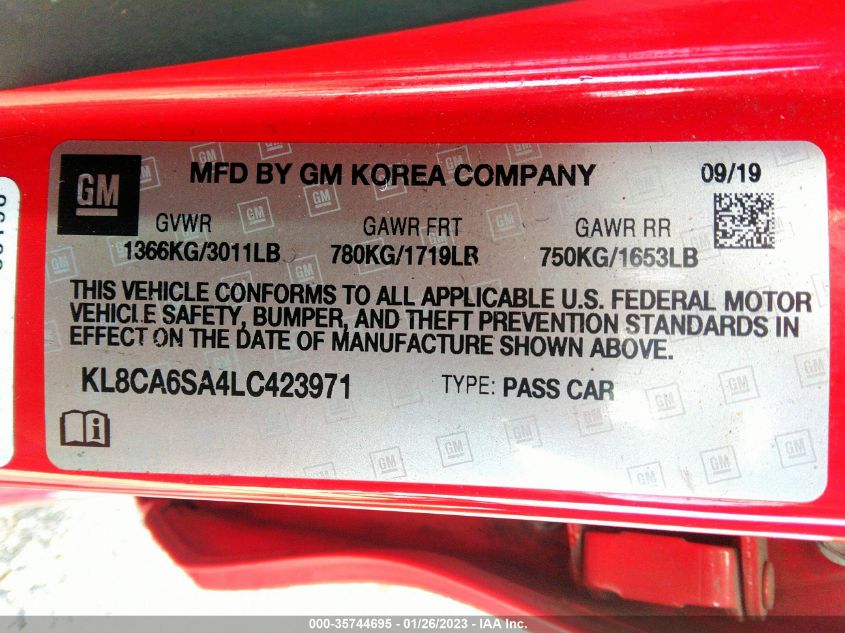 GM
MFD BY GM KOREA COMPANY
09/19
GVWR
GAWR FRT
GAWR RR
1366KG/3011LB
780KG/1719LB
750KG/1653LB
THIS VEHICLE CONFORMS TO ALL APPLICABLE U.S. FEDERAL MOTOR
VEHICLE SAFETY, BUMPER, AND THEFT PREVENTION STANDARDS IN
EFFECT ON THE DATE OF MANUFACTURE SHOWN ABOVE.
KL8CA6SA4LC423971
TYPE: PASS CAR
000-35744695 - 01/26/2023 - IAA Inc.